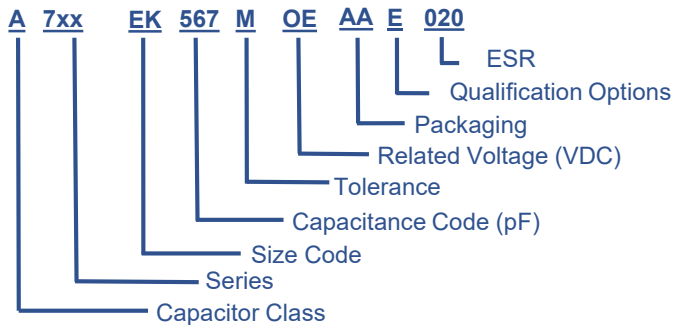 A 7xx EK 567 M OE AA E 020
ESR
Qualification Options
Packaging
Related Voltage (VDC)
Tolerance
Capacitance Code (pF)
Size Code
Series
Capacitor Class